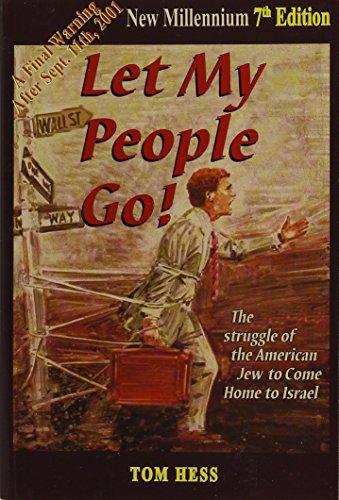 New Millennium 7th Edition
A Final Warning
After Sept. 11th, 2001
Let My
People
Go!
WALL ST
WAY
The
struggle of
the American
Jew to Come
Home to Israel
TOM HESS